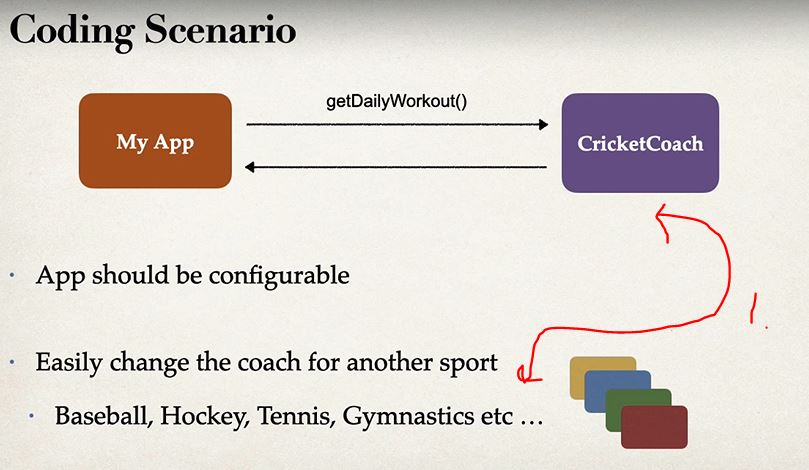 Coding Scenario
getDailyWorkout()
My App
CricketCoach
• App should be configurable
1.
• Easily change the coach for another sport
• Baseball, Hockey, Tennis, Gymnastics etc …